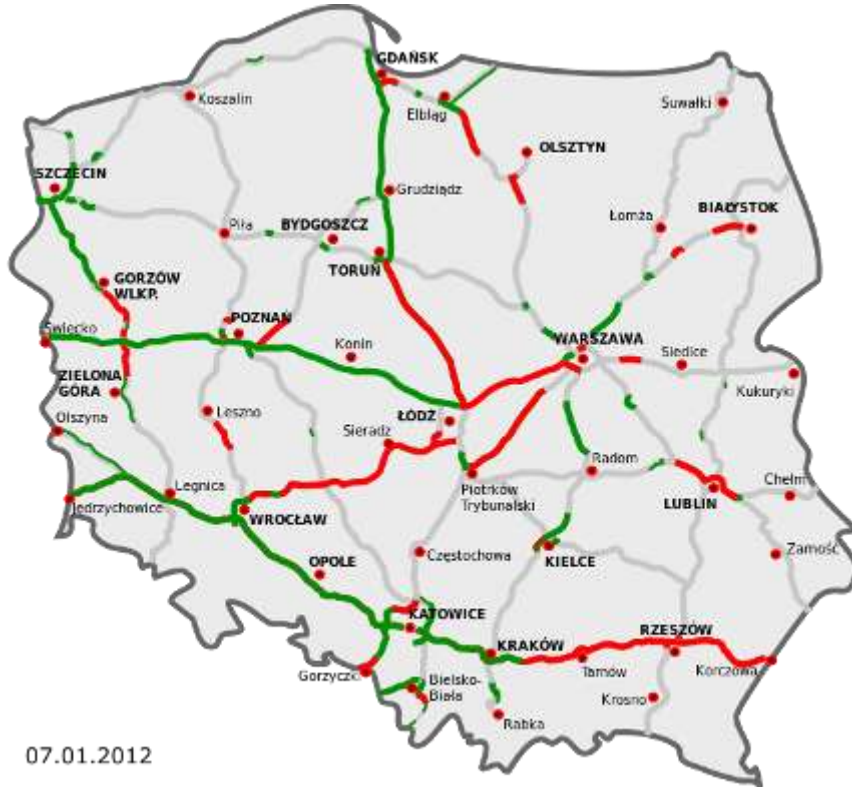 GDAŃSK
Koszalin
Elbląg
Suwałki
OLSZTYN
SZCZECIN
Grudziądz
Łomża
BIAŁYSTOK
Piła
BYDGOSZCZ
TORUŃ
GORZÓW
WLKP.
POZNAŃ
Świecko
Konin
WARSZAWA
Siedlce
Kukuryki
ZIELONA
GÓRA
Leszno
ŁÓDŹ
Olszyna
Sieradz
Radom
Legnica
Piotrków
Trybunalski
Chełm
Jędrzychowice
WROCŁAW
LUBLIN
Częstochowa
KIELCE
Zamość
OPOLE
KATOWICE
KRAKÓW
RZESZÓW
Gorzyczki
Bielsko-
Biała
Tarnów
Korczowa
Krosno
Rabka
07.01.2012